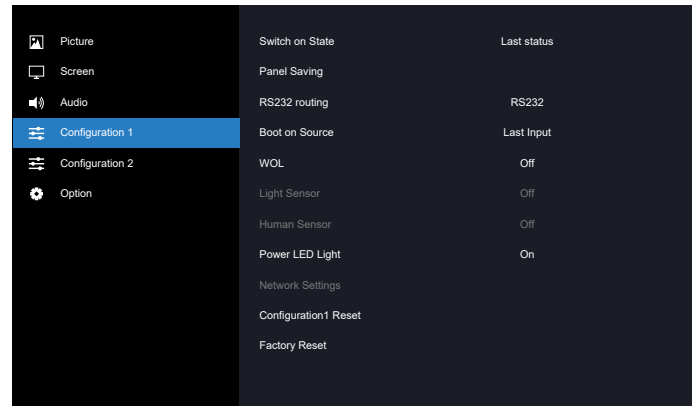 Picture
Screen
Audio
Configuration 1
Configuration 2
Option
Switch on State Last status
Panel Saving
RS232 routing RS232
Boot on Source Last Input
WOL Off
Light Sensor Off
Human Sensor Off
Power LED Light On
Network Settings
Configuration1 Reset
Factory Reset